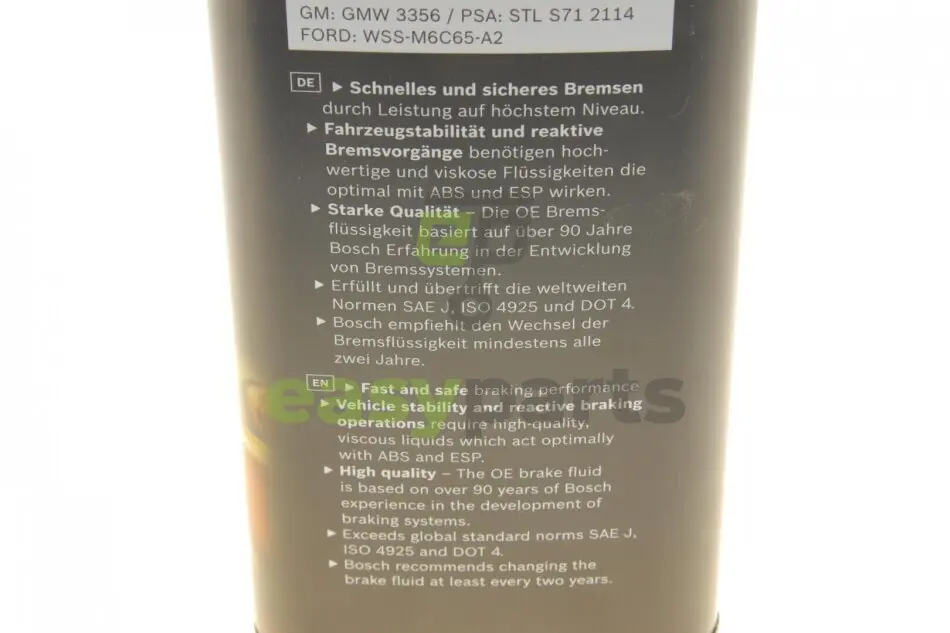 GM: GMW 3356 / PSA: STL S71 2114
FORD: WSS-M6C65-A2
DE ▶ Schnelles und sicheres Bremsen
durch Leistung auf höchstem Niveau.
▶ Fahrzeugstabilität und reaktive
Bremsvorgänge benötigen hoch-
wertige und viskose Flüssigkeiten die
optimal mit ABS und ESP wirken.
▶ Starke Qualität – Die OE Brems-
flüssigkeit basiert auf über 90 Jahre
Bosch Erfahrung in der Entwicklung
von Bremssystemen.
▶ Erfüllt und übertrifft die weltweiten
Normen SAE J, ISO 4925 und DOT 4.
▶ Bosch empfiehlt den Wechsel der
Bremsflüssigkeit mindestens alle
zwei Jahre.
EN ▶ Fast and safe braking performance
▶ Vehicle stability and reactive braking
operations require high-quality,
viscous liquids which act optimally
with ABS and ESP.
▶ High quality – The OE brake fluid
is based on over 90 years of Bosch
experience in the development of
braking systems.
▶ Exceeds global standard norms SAE J,
ISO 4925 and DOT 4.
▶ Bosch recommends changing the
brake fluid at least every two years.
easyparts